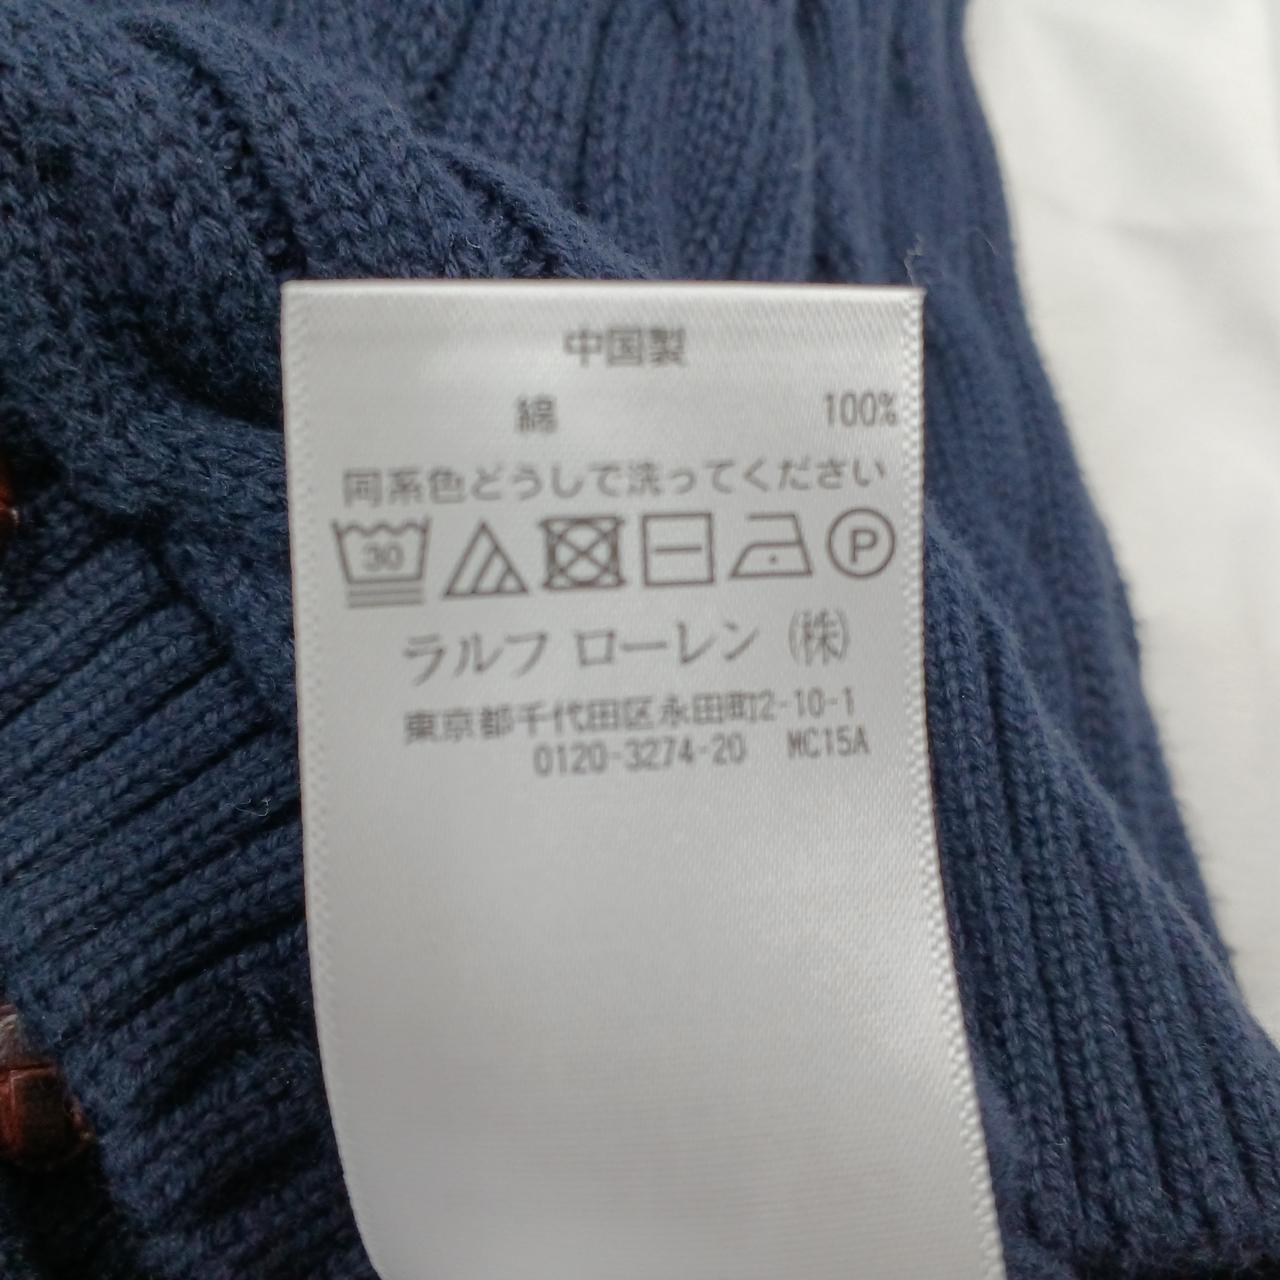 中国製
綿 100%
同系色どうしで洗ってください
30 P
ラルフ ローレン (株)
東京都千代田区永田町2-10-1
0120-3274-20 MC15A